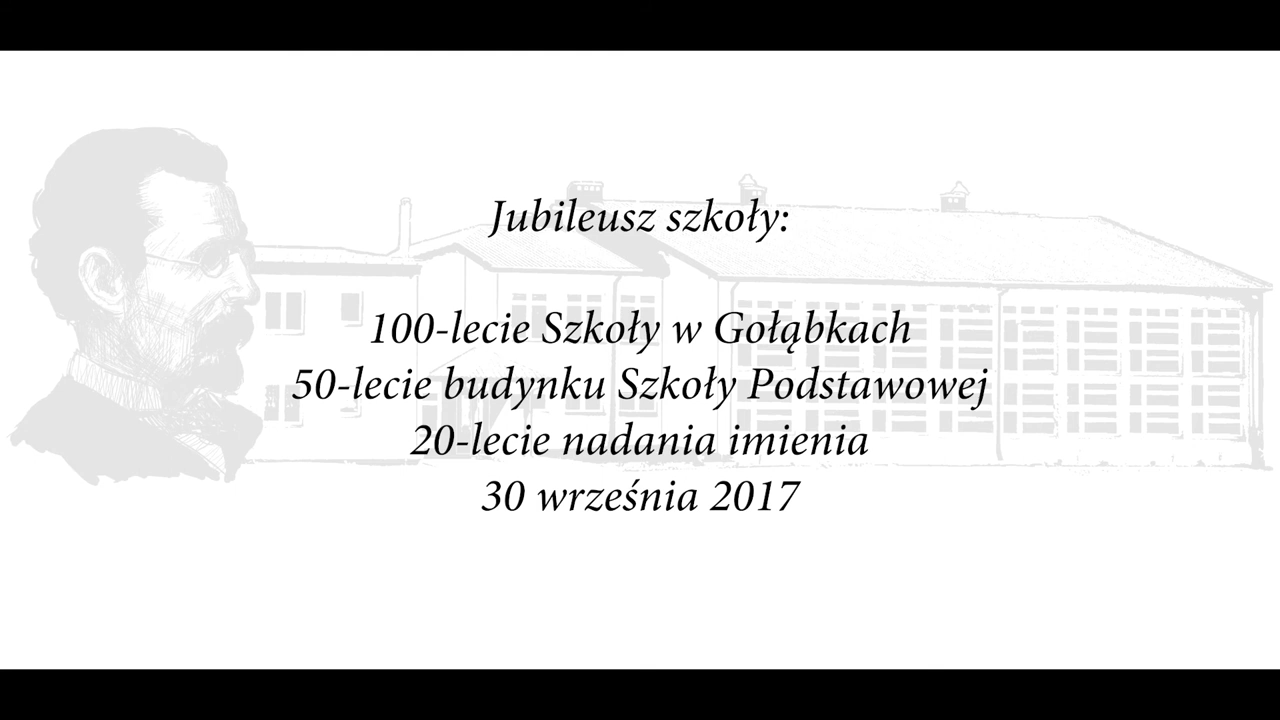 Jubileusz szkoły:
100-lecie Szkoły w Gołąbkach
50-lecie budynku Szkoły Podstawowej
20-lecie nadania imienia
30 września 2017